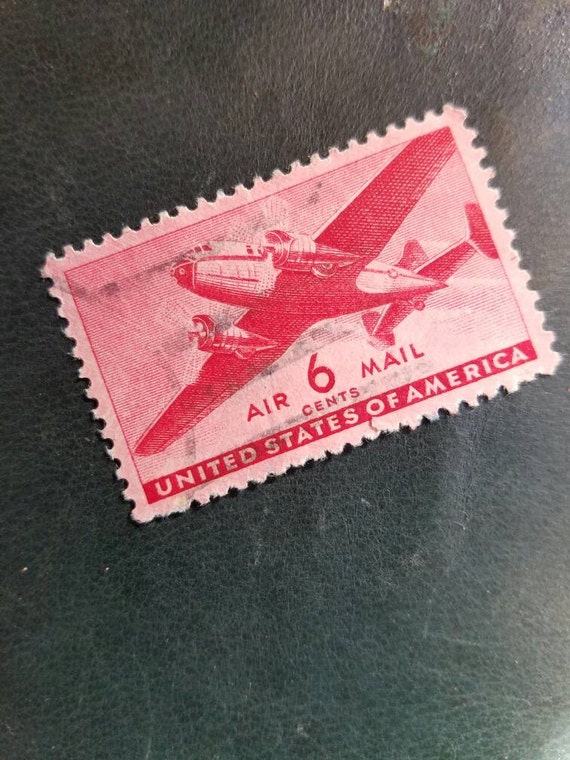 AIR 6 MAIL
CENTS
UNITED STATES OF AMERICA